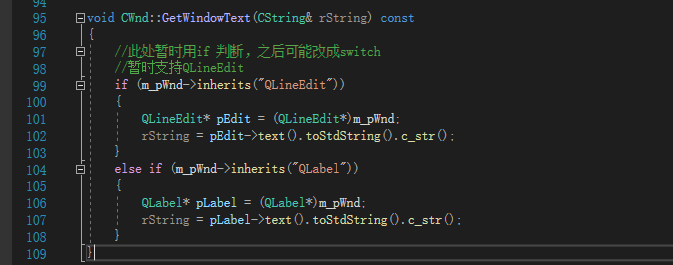 94
95 void CWnd::GetWindowText(CString& rString) const
96 {
97 //此处暂时用if 判断，之后可能改成switch
98 //暂时支持QLineEdit
99 if (m_pWnd->inherits("QLineEdit"))
100 {
101 QLineEdit* pEdit = (QLineEdit*)m_pWnd;
102 rString = pEdit->text().toStdString().c_str();
103 }
104 else if (m_pWnd->inherits("QLabel"))
105 {
106 QLabel* pLabel = (QLabel*)m_pWnd;
107 rString = pLabel->text().toStdString().c_str();
108 }
109 }